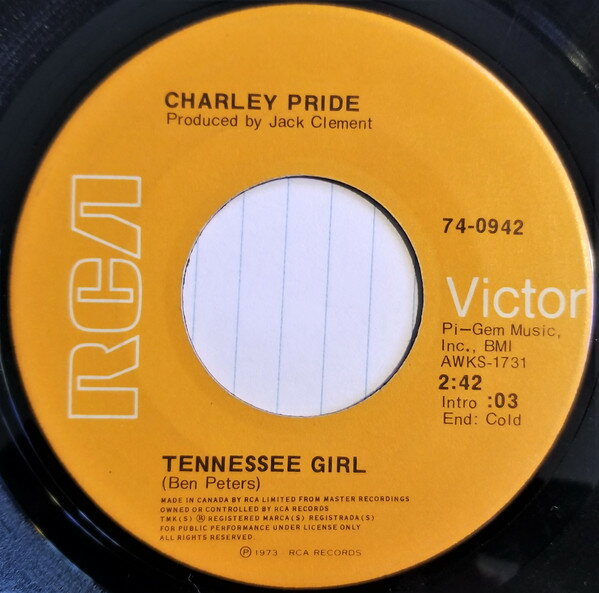 CHARLEY PRIDE
Produced by Jack Clement
RCA
74-0942
Victor
Pi-Gem Music,
Inc., BMI
AWKS-1731
2:42
Intro :03
End: Cold
TENNESSEE GIRL
(Ben Peters)
MADE IN CANADA BY RCA LIMITED FROM MASTER RECORDINGS
OWNED OR CONTROLLED BY RCA RECORDS
TMK(S) ® REGISTERED MARCA(S) REGISTRADA(S)
FOR PUBLIC PERFORMANCE UNDER LICENSE ONLY
ALL RIGHTS RESERVED
℗ 1973 - RCA RECORDS